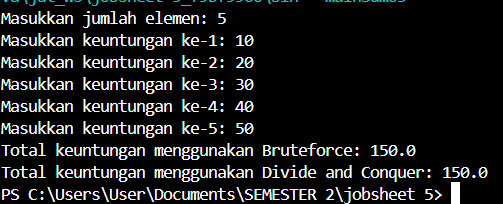 Masukkan jumlah elemen: 5
Masukkan keuntungan ke-1: 10
Masukkan keuntungan ke-2: 20
Masukkan keuntungan ke-3: 30
Masukkan keuntungan ke-4: 40
Masukkan keuntungan ke-5: 50
Total keuntungan menggunakan Bruteforce: 150.0
Total keuntungan menggunakan Divide and Conquer: 150.0
PS C:\Users\User\Documents\SEMESTER 2\jobsheet 5>